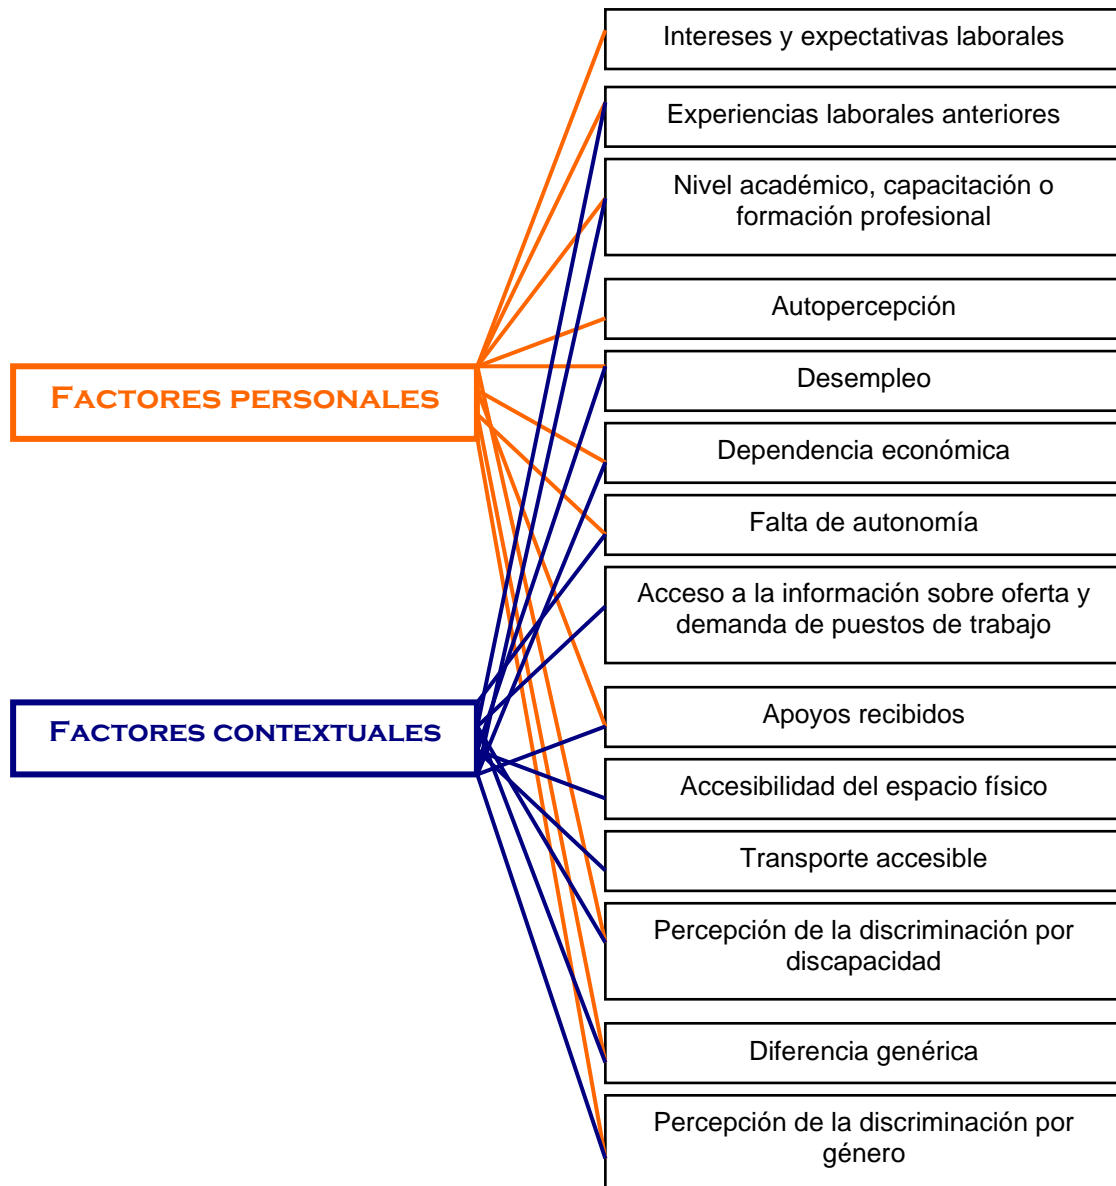 Intereses y expectativas laborales
Experiencias laborales anteriores
Nivel académico, capacitación o
formación profesional
Autopercepción
Desempleo
FACTORES PERSONALES
Dependencia económica
Falta de autonomía
Acceso a la información sobre oferta y
demanda de puestos de trabajo
Apoyos recibidos
FACTORES CONTEXTUALES
Accesibilidad del espacio físico
Transporte accesible
Percepción de la discriminación por
discapacidad
Diferencia genérica
Percepción de la discriminación por
género